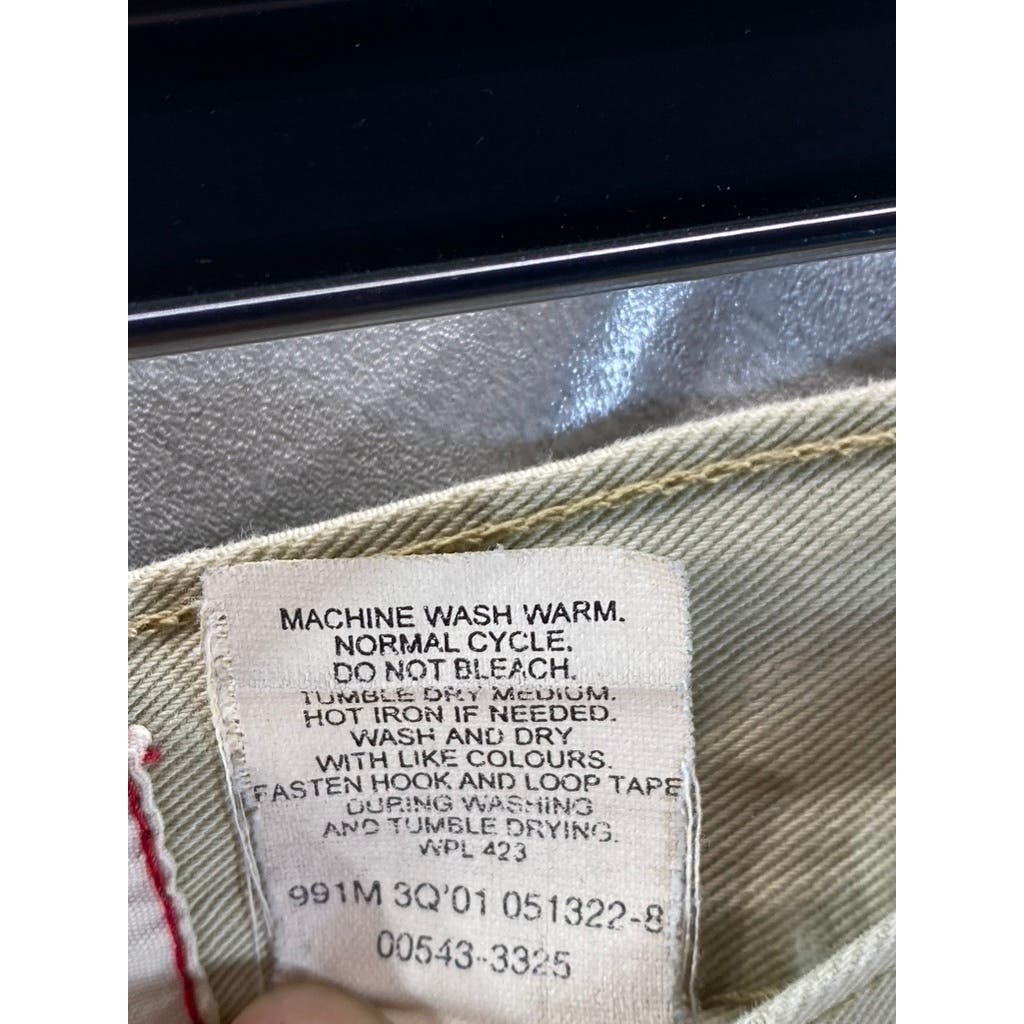 MACHINE WASH WARM.
NORMAL CYCLE.
DO NOT BLEACH.
TUMBLE DRY MEDIUM.
HOT IRON IF NEEDED.
WASH AND DRY
WITH LIKE COLOURS.
FASTEN HOOK AND LOOP TAPE
DURING WASHING
AND TUMBLE DRYING.
WPL 423
991M 3Q'01 051322-8
00543-3325